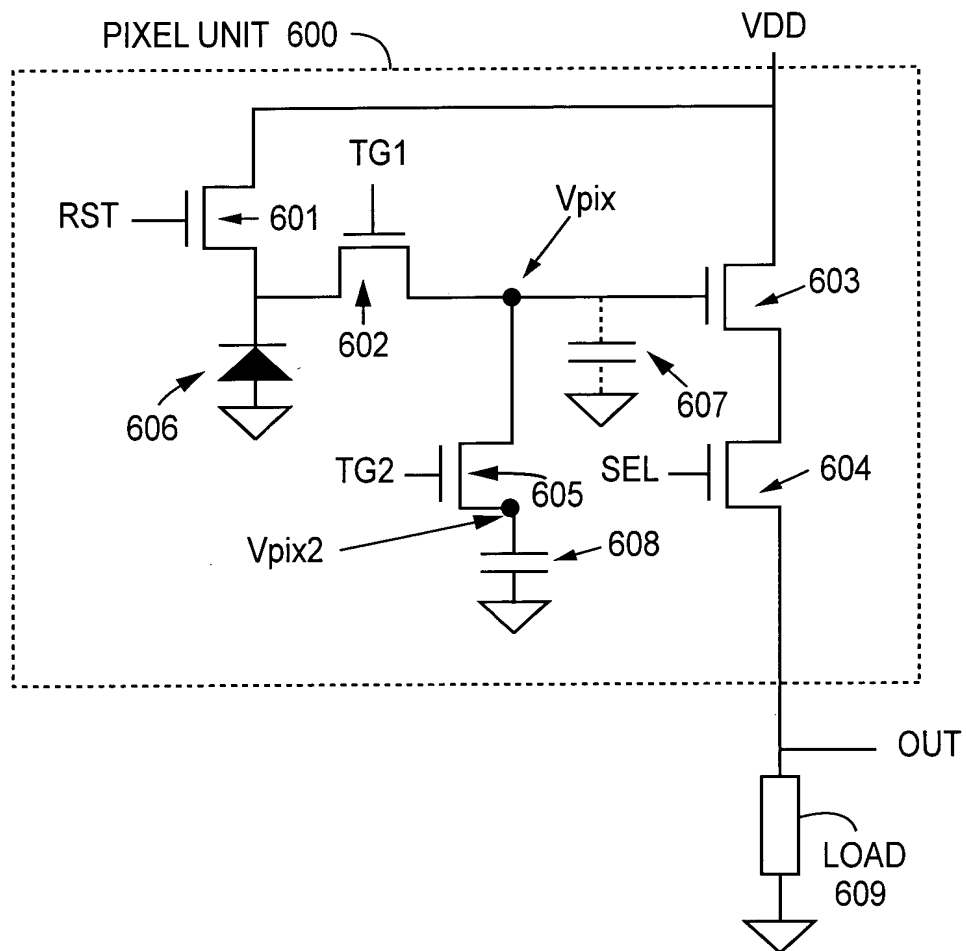 PIXEL UNIT 600
VDD
TG1
Vpix
RST
601
603
602
607
606
TG2
605
SEL
604
Vpix2
608
OUT
LOAD
609